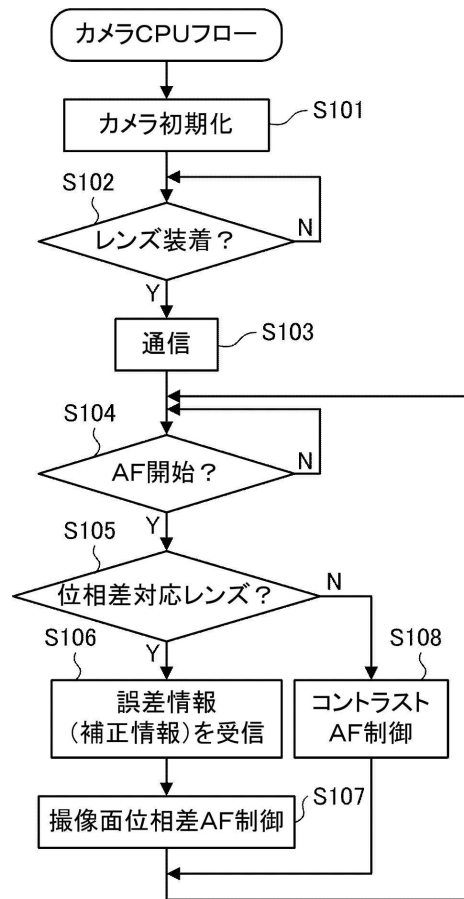 カメラCPUフロー
カメラ初期化
S101
S102
レンズ装着？
N
Y
通信
S103
S104
AF開始？
N
Y
S105
位相差対応レンズ？
N
Y
S106
誤差情報
（補正情報）を受信
S108
コントラスト
AF制御
撮像面位相差AF制御
S107